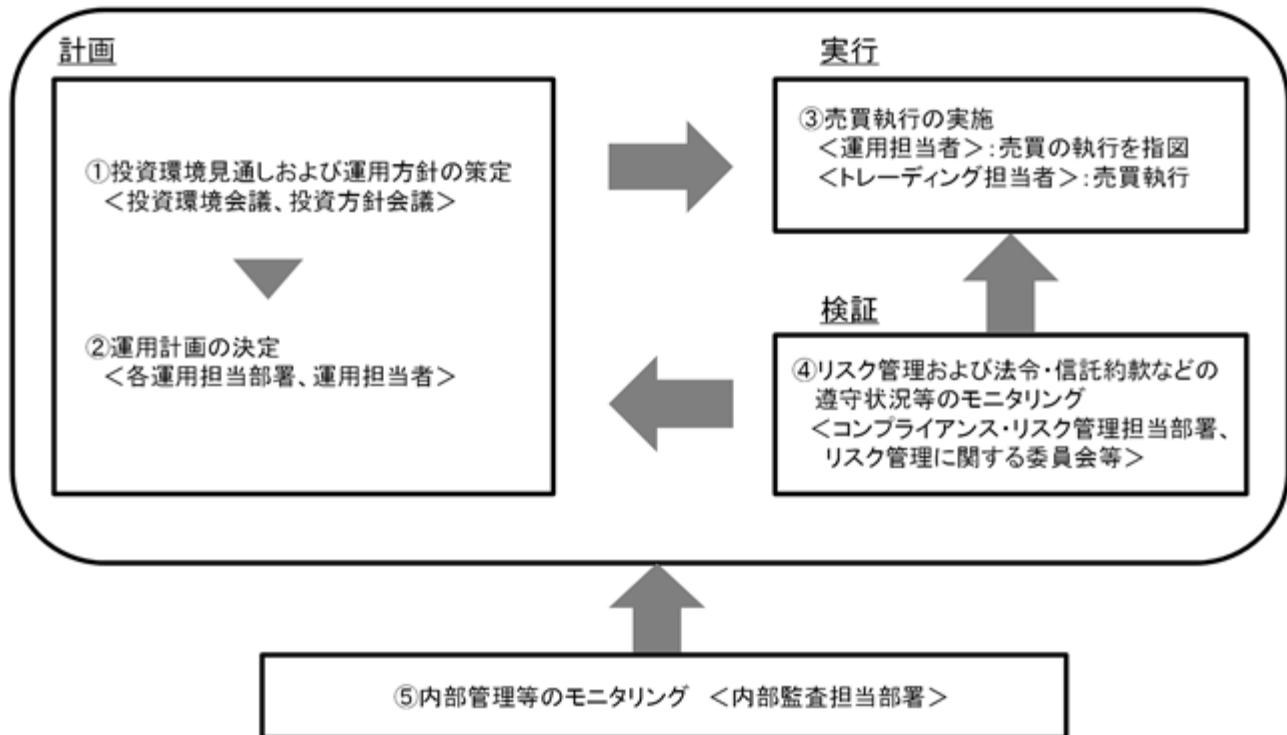 計画
①投資環境見通しおよび運用方針の策定
＜投資環境会議、投資方針会議＞
②運用計画の決定
＜各運用担当部署、運用担当者＞
実行
③売買執行の実施
＜運用担当者＞：売買の執行を指図
＜トレーディング担当者＞：売買執行
検証
④リスク管理および法令・信託約款などの
遵守状況等のモニタリング
＜コンプライアンス・リスク管理担当部署、
リスク管理に関する委員会等＞
⑤内部管理等のモニタリング　＜内部監査担当部署＞